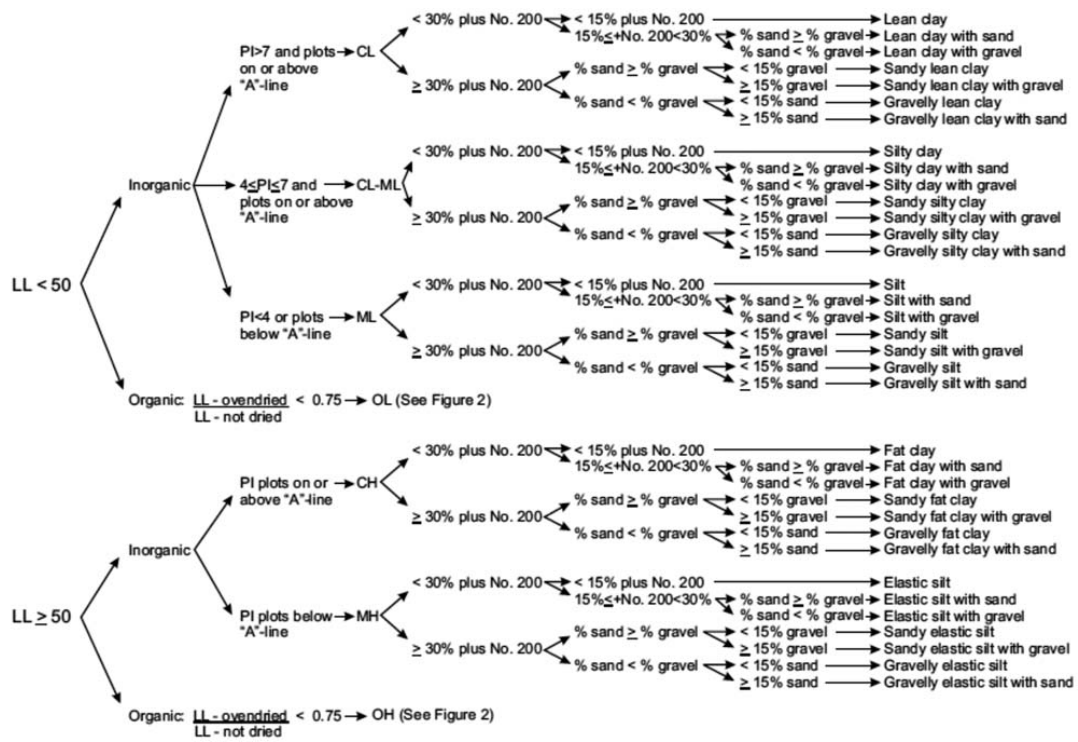 < 30% plus No. 200 < 15% plus No. 200 Lean clay
PI>7 and plots CL 15%≤+No. 200<30% % sand ≥ % gravel Lean clay with sand
on or above % sand < % gravel Lean clay with gravel
"A"-line ≥ 30% plus No. 200 % sand ≥ % gravel < 15% gravel Sandy lean clay
≥ 15% gravel Sandy lean clay with gravel
% sand < % gravel < 15% sand Gravelly lean clay
≥ 15% sand Gravelly lean clay with sand
< 30% plus No. 200 < 15% plus No. 200 Silty clay
15%≤+No. 200<30% % sand ≥ % gravel Silty clay with sand
Inorganic 4≤PI≤7 and CL-ML % sand < % gravel Silty clay with gravel
plots on or above ≥ 30% plus No. 200 % sand ≥ % gravel < 15% gravel Sandy silty clay
"A"-line ≥ 15% gravel Sandy silty clay with gravel
% sand < % gravel < 15% sand Gravelly silty clay
≥ 15% sand Gravelly silty clay with sand
LL < 50 < 30% plus No. 200 < 15% plus No. 200 Silt
15%≤+No. 200<30% % sand ≥ % gravel Silt with sand
PI<4 or plots ML % sand < % gravel Silt with gravel
below "A"-line ≥ 30% plus No. 200 % sand ≥ % gravel < 15% gravel Sandy silt
≥ 15% gravel Sandy silt with gravel
% sand < % gravel < 15% sand Gravelly silt
≥ 15% sand Gravelly silt with sand
Organic: LL - ovendried < 0.75 OL (See Figure 2)
LL - not dried
< 30% plus No. 200 < 15% plus No. 200 Fat clay
15%≤+No. 200<30% % sand ≥ % gravel Fat clay with sand
PI plots on or CH % sand < % gravel Fat clay with gravel
above "A"-line ≥ 30% plus No. 200 % sand ≥ % gravel < 15% gravel Sandy fat clay
≥ 15% gravel Sandy fat clay with gravel
% sand < % gravel < 15% sand Gravelly fat clay
Inorganic ≥ 15% sand Gravelly fat clay with sand
< 30% plus No. 200 < 15% plus No. 200 Elastic silt
15%≤+No. 200<30% % sand ≥ % gravel Elastic silt with sand
LL ≥ 50 PI plots below MH % sand < % gravel Elastic silt with gravel
"A"-line ≥ 30% plus No. 200 % sand ≥ % gravel < 15% gravel Sandy elastic silt
≥ 15% gravel Sandy elastic silt with gravel
% sand < % gravel < 15% sand Gravelly elastic silt
≥ 15% sand Gravelly elastic silt with sand
Organic: LL - ovendried < 0.75 OH (See Figure 2)
LL - not dried